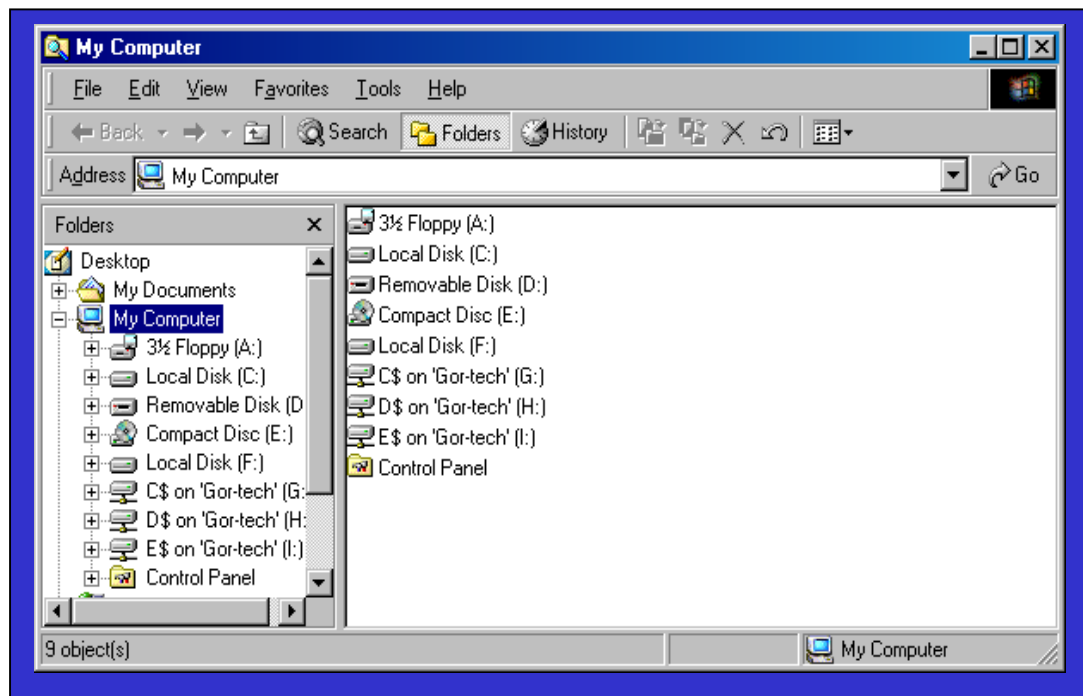 My Computer
File Edit View Favorites Tools Help
Back Search Folders History
Address My Computer Go
Folders
Desktop
My Documents
My Computer
3½ Floppy (A:)
Local Disk (C:)
Removable Disk (D
Compact Disc (E:)
Local Disk (F:)
C$ on 'Gor-tech' (G:
D$ on 'Gor-tech' (H:
E$ on 'Gor-tech' (I:)
Control Panel
3½ Floppy (A:)
Local Disk (C:)
Removable Disk (D:)
Compact Disc (E:)
Local Disk (F:)
C$ on 'Gor-tech' (G:)
D$ on 'Gor-tech' (H:)
E$ on 'Gor-tech' (I:)
Control Panel
9 object(s) My Computer